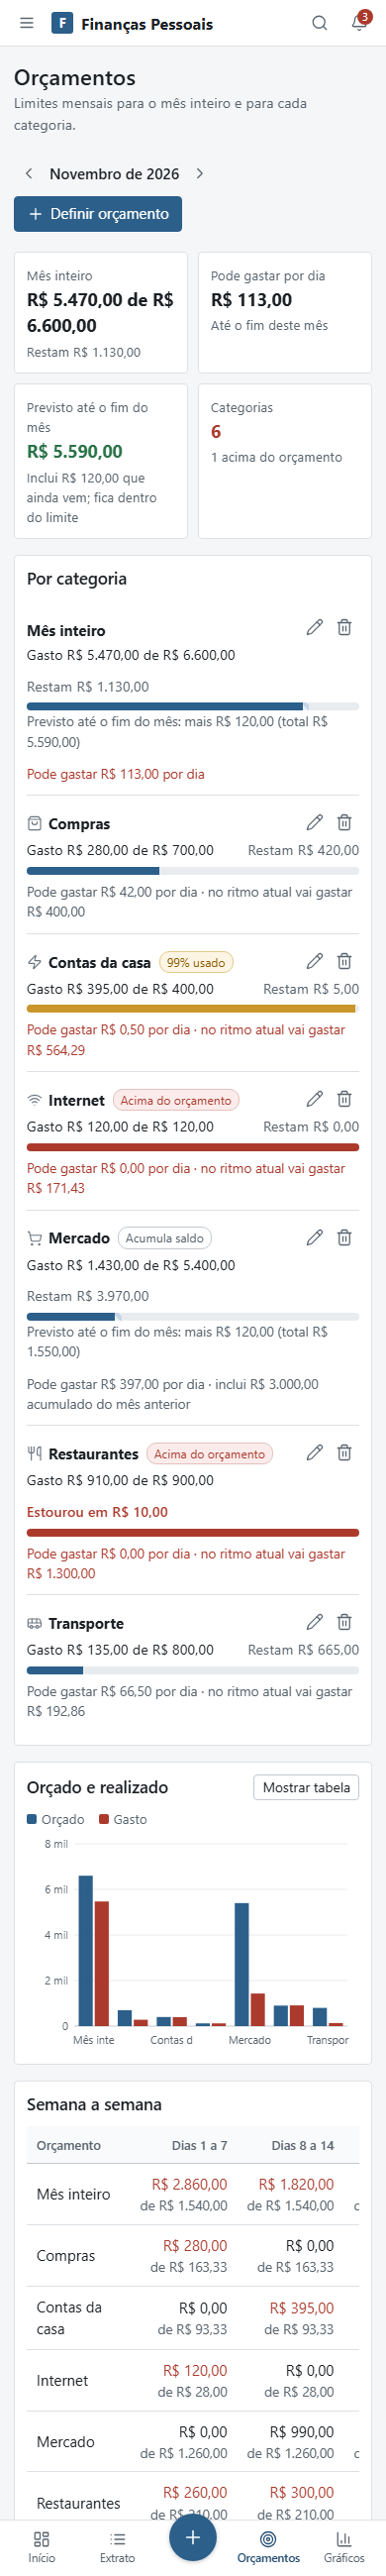 F Finanças Pessoais 3
Orçamentos
Limites mensais para o mês inteiro e para cada
categoria.
Novembro de 2026
+ Definir orçamento
Mês inteiro
R$ 5.470,00 de R$
6.600,00
Restam R$ 1.130,00
Pode gastar por dia
R$ 113,00
Até o fim deste mês
Previsto até o fim do
mês
R$ 5.590,00
Inclui R$ 120,00 que
ainda vem; fica dentro
do limite
Categorias
6
1 acima do orçamento
Por categoria
Mês inteiro
Gasto R$ 5.470,00 de R$ 6.600,00
Restam R$ 1.130,00
Previsto até o fim do mês: mais R$ 120,00 (total R$
5.590,00)
Pode gastar R$ 113,00 por dia
Compras
Gasto R$ 280,00 de R$ 700,00 Restam R$ 420,00
Pode gastar R$ 42,00 por dia · no ritmo atual vai gastar
R$ 400,00
Contas da casa 99% usado
Gasto R$ 395,00 de R$ 400,00 Restam R$ 5,00
Pode gastar R$ 0,50 por dia · no ritmo atual vai gastar
R$ 564,29
Internet Acima do orçamento
Gasto R$ 120,00 de R$ 120,00 Restam R$ 0,00
Pode gastar R$ 0,00 por dia · no ritmo atual vai gastar
R$ 171,43
Mercado Acumula saldo
Gasto R$ 1.430,00 de R$ 5.400,00
Restam R$ 3.970,00
Previsto até o fim do mês: mais R$ 120,00 (total R$
1.550,00)
Pode gastar R$ 397,00 por dia · inclui R$ 3.000,00
acumulado do mês anterior
Restaurantes Acima do orçamento
Gasto R$ 910,00 de R$ 900,00
Estourou em R$ 10,00
Pode gastar R$ 0,00 por dia · no ritmo atual vai gastar
R$ 1.300,00
Transporte
Gasto R$ 135,00 de R$ 800,00 Restam R$ 665,00
Pode gastar R$ 66,50 por dia · no ritmo atual vai gastar
R$ 192,86
Orçado e realizado Mostrar tabela
Orçado Gasto
8 mil
6 mil
4 mil
2 mil
0
Mês inte Contas d Mercado Transpor
Semana a semana
Orçamento Dias 1 a 7 Dias 8 a 14
Mês inteiro R$ 2.860,00 R$ 1.820,00
de R$ 1.540,00 de R$ 1.540,00
Compras R$ 280,00 R$ 0,00
de R$ 163,33 de R$ 163,33
Contas da
casa R$ 0,00 R$ 395,00
de R$ 93,33 de R$ 93,33
Internet R$ 120,00 R$ 0,00
de R$ 28,00 de R$ 28,00
Mercado R$ 0,00 R$ 990,00
de R$ 1.260,00 de R$ 1.260,00
Restaurantes R$ 260,00 R$ 300,00
de R$ 210,00 de R$ 210,00
Início Extrato + Orçamentos Gráficos